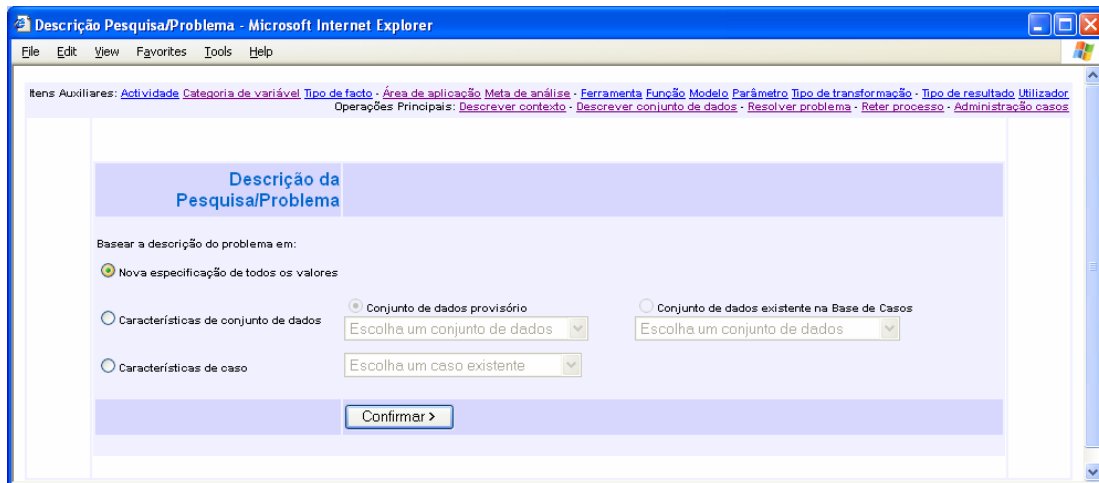 Descrição Pesquisa/Problema - Microsoft Internet Explorer
File Edit View Favorites Tools Help
Itens Auxiliares: Actividade Categoria de variável Tipo de facto - Área de aplicação Meta de análise - Ferramenta Função Modelo Parâmetro Tipo de transformação - Tipo de resultado Utilizador
Operações Principais: Descrever contexto - Descrever conjunto de dados - Resolver problema - Reter processo - Administração casos
Descrição da
Pesquisa/Problema
Basear a descrição do problema em:
Nova especificação de todos os valores
Conjunto de dados provisório Conjunto de dados existente na Base de Casos
Características de conjunto de dados Escolha um conjunto de dados Escolha um conjunto de dados
Características de caso Escolha um caso existente
Confirmar >